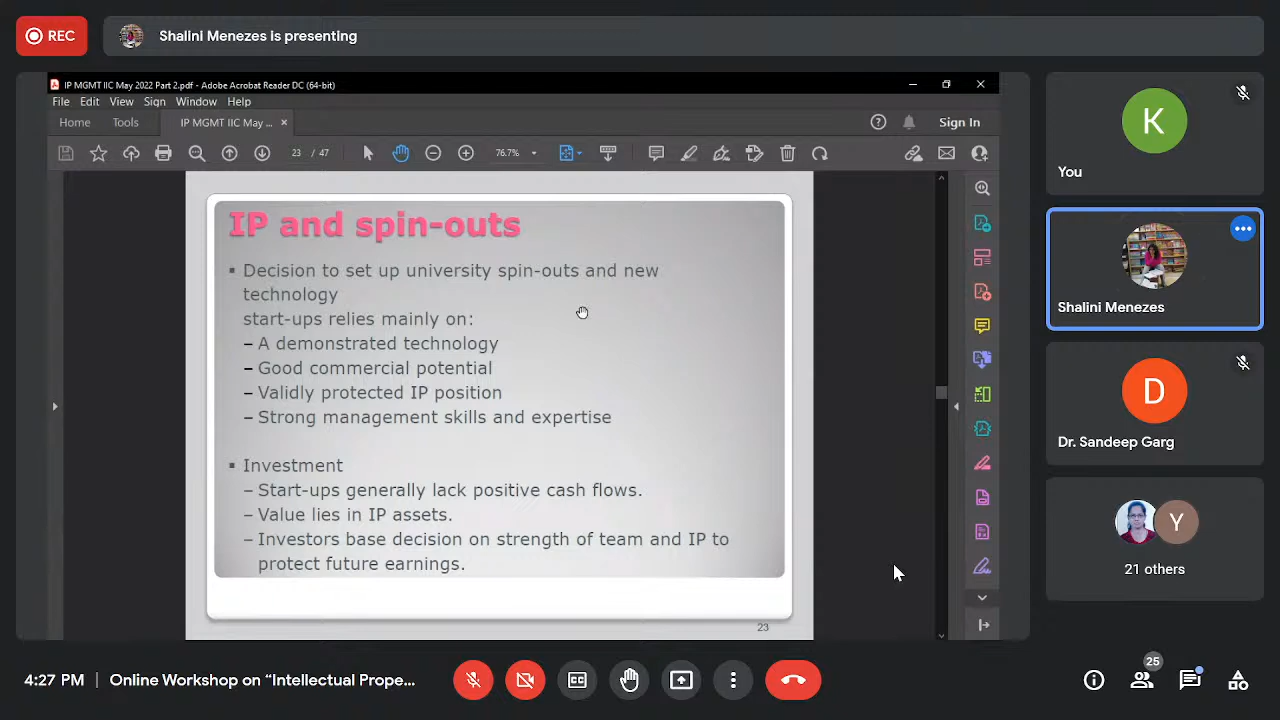 REC
Shalini Menezes is presenting
IP MGMT IIC May 2022 Part 2.pdf - Adobe Acrobat Reader DC (64-bit)
File Edit View Sign Window Help
Home Tools IP MGMT IIC May ... ×
Sign In
23 / 47
76.7%
IP and spin-outs
▪ Decision to set up university spin-outs and new
technology
start-ups relies mainly on:
– A demonstrated technology
– Good commercial potential
– Validly protected IP position
– Strong management skills and expertise
▪ Investment
– Start-ups generally lack positive cash flows.
– Value lies in IP assets.
– Investors base decision on strength of team and IP to
protect future earnings.
23
K
You
Shalini Menezes
D
Dr. Sandeep Garg
Y
21 others
4:27 PM | Online Workshop on “Intellectual Prope...
25